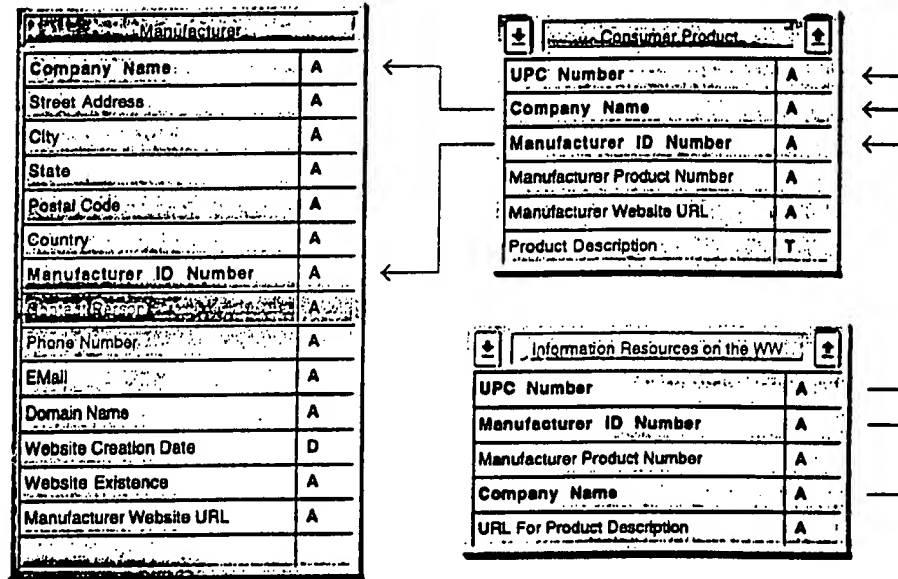 Manufacturer
Company Name A
Street Address A
City A
State A
Postal Code A
Country A
Manufacturer ID Number A
Contact Person A
Phone Number A
EMail A
Domain Name A
Website Creation Date D
Website Existence A
Manufacturer Website URL A
Consumer Product
UPC Number A
Company Name A
Manufacturer ID Number A
Manufacturer Product Number A
Manufacturer Website URL A
Product Description T
Information Resources on the WW
UPC Number A
Manufacturer ID Number A
Manufacturer Product Number A
Company Name A
URL For Product Description A